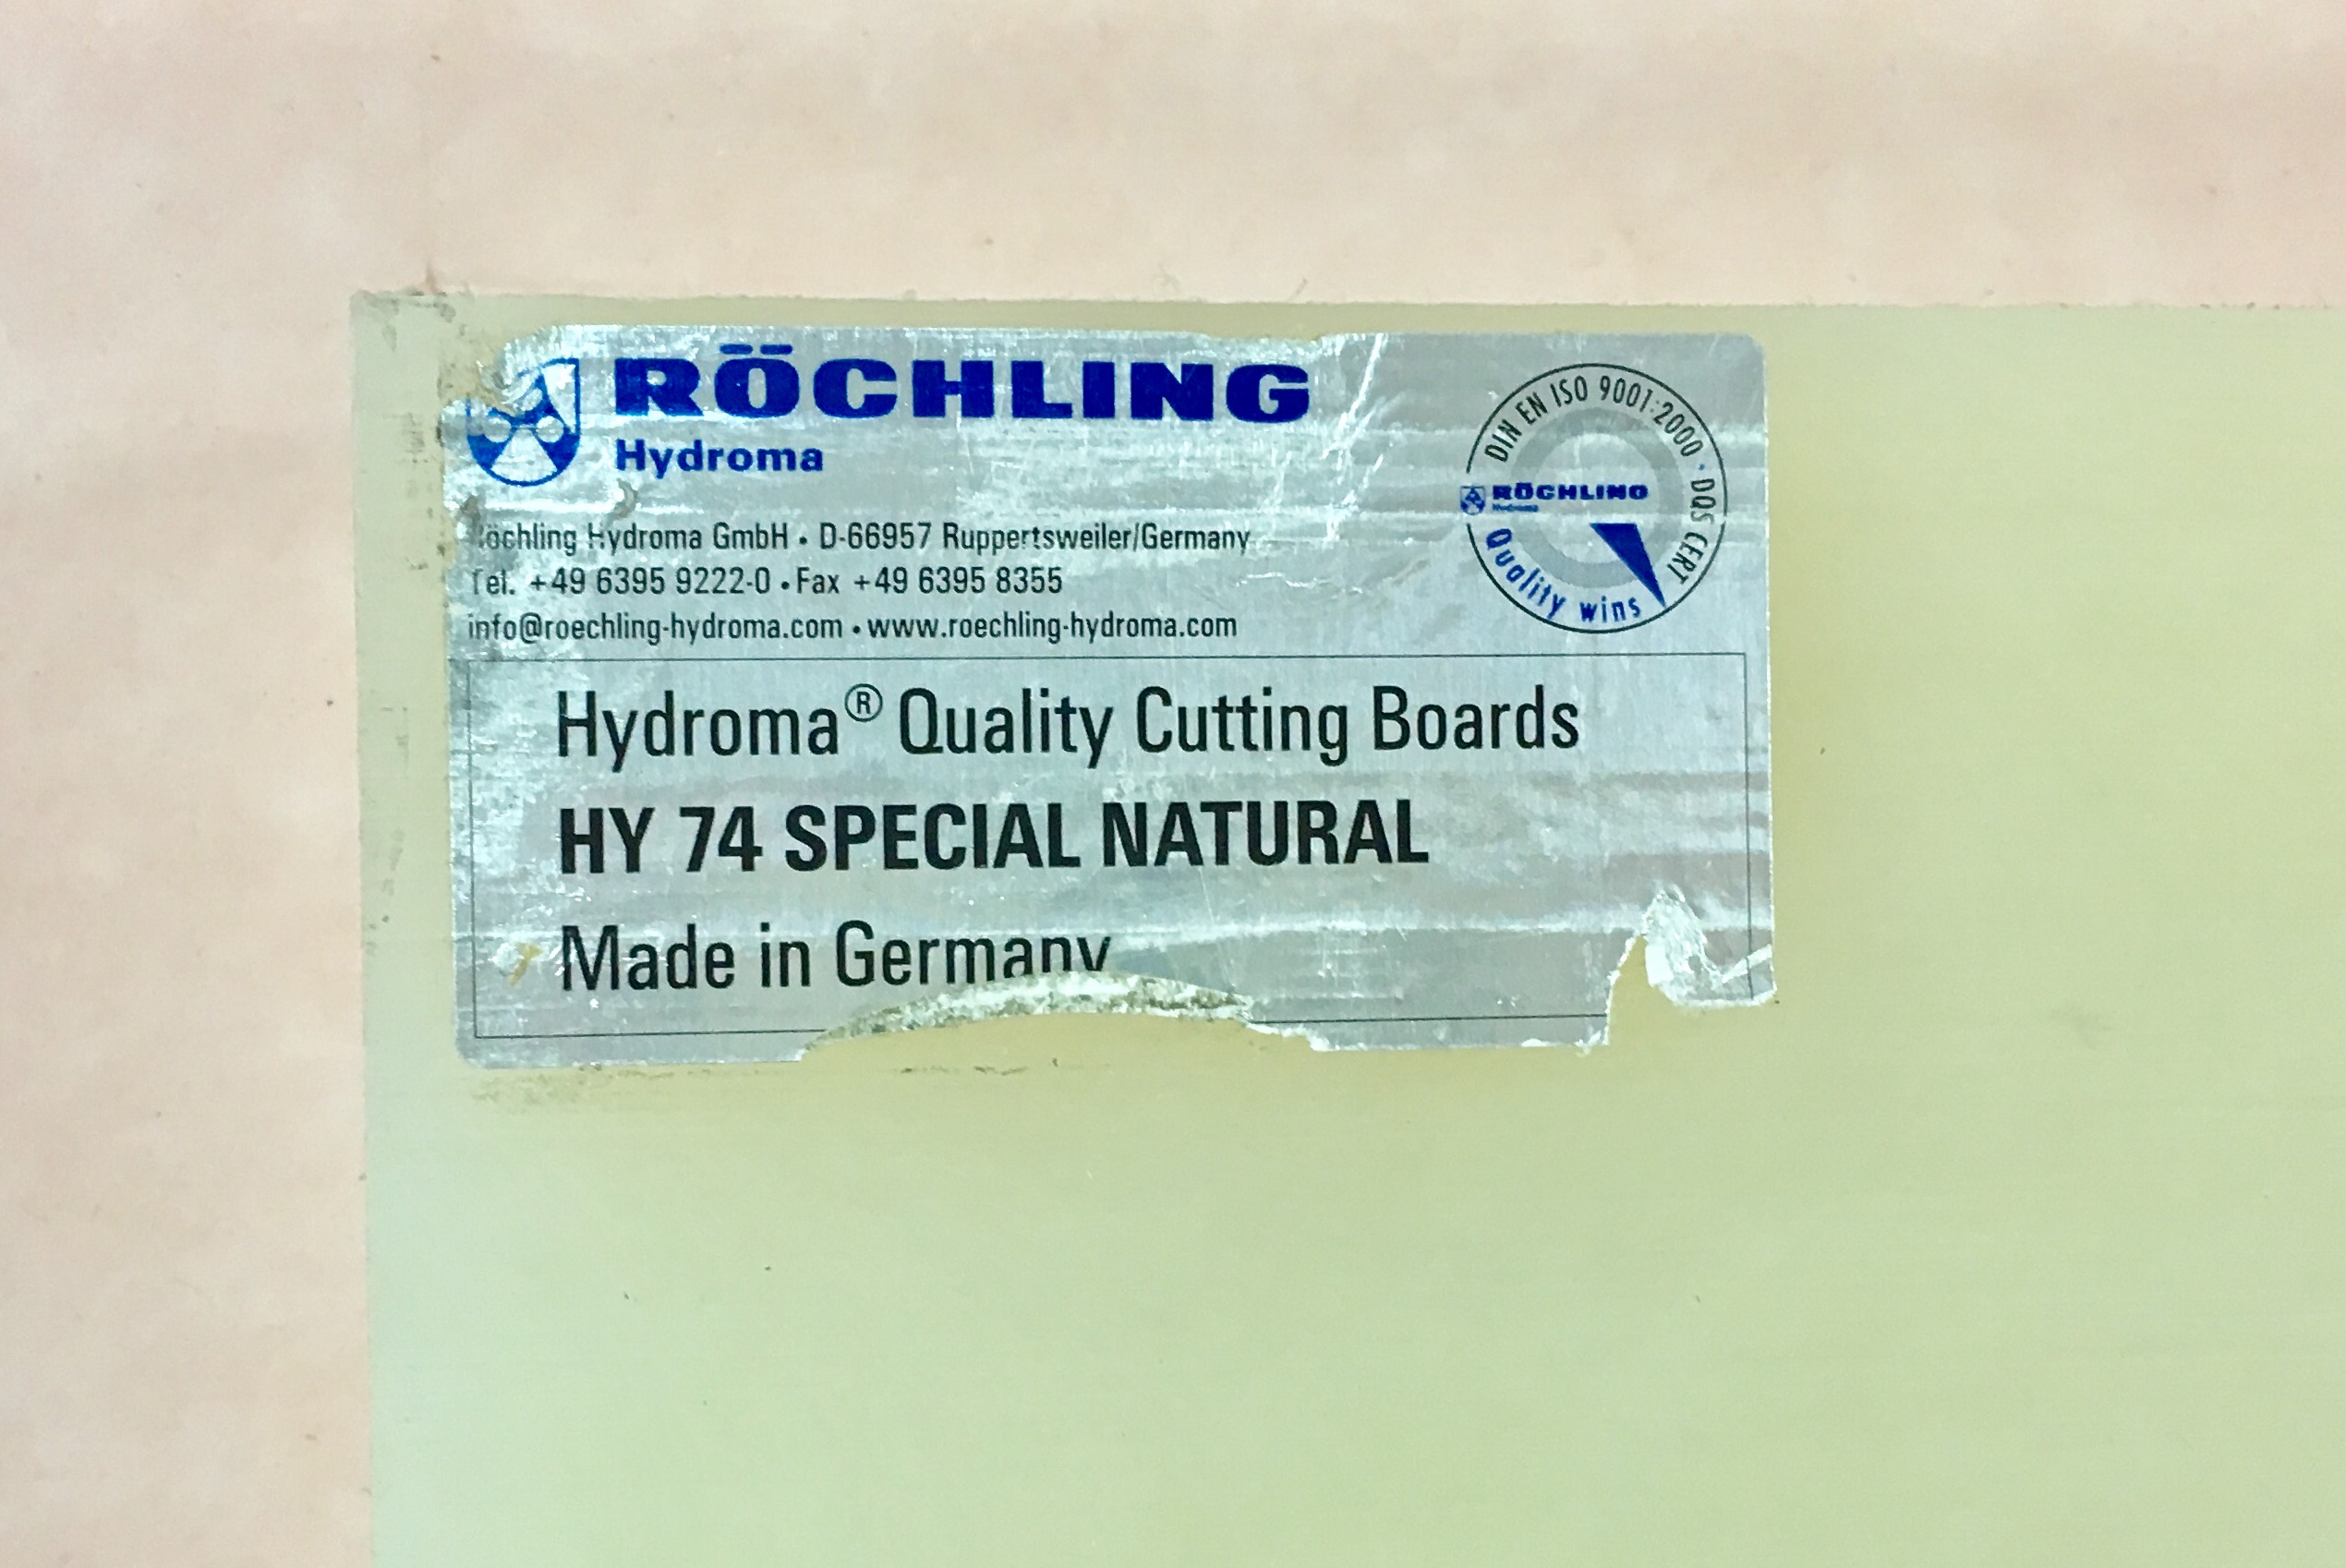 RÖCHLING
Hydroma
Röchling Hydroma GmbH • D-66957 Ruppertsweiler/Germany
Tel. +49 6395 9222-0 • Fax +49 6395 8355
info@roechling-hydroma.com • www.roechling-hydroma.com
DIN EN ISO 9001:2000 • DQS CERT
RÖCHLING
Hydroma
Quality wins
Hydroma® Quality Cutting Boards
HY 74 SPECIAL NATURAL
Made in Germany